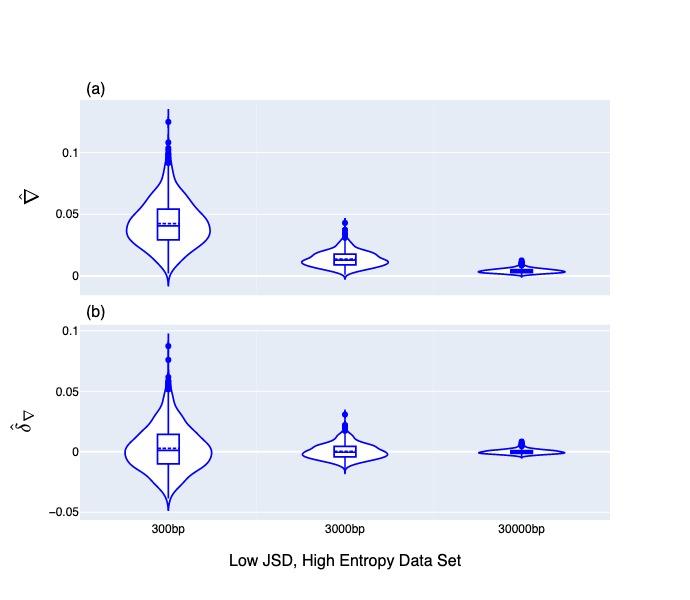 (a)
0.1
∇̂
0.05
0
(b)
0.1
0.05
δ̂∇
0
−0.05
300bp 3000bp 30000bp
Low JSD, High Entropy Data Set